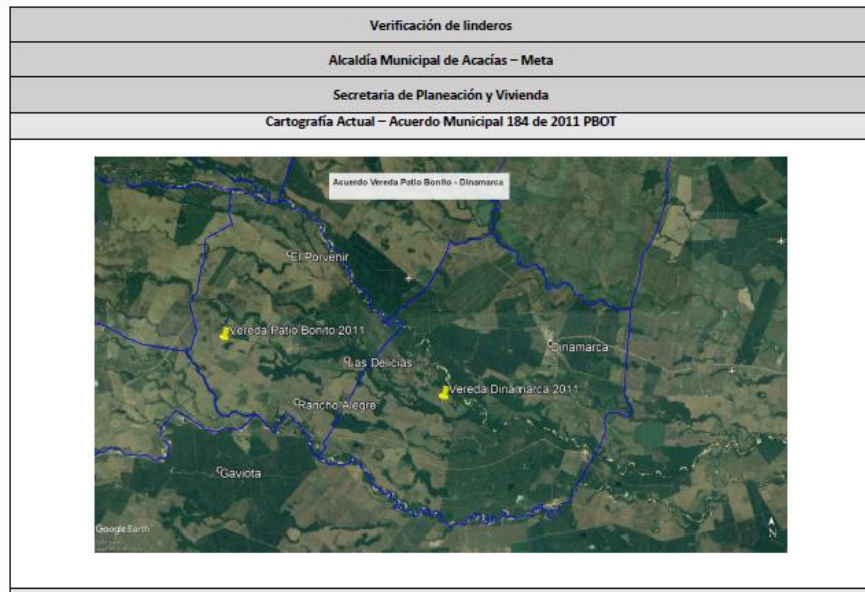 Verificación de linderos
Alcaldía Municipal de Acacías – Meta
Secretaria de Planeación y Vivienda
Cartografía Actual – Acuerdo Municipal 184 de 2011 PBOT
Acuerdo Vereda Patio Bonito - Dinamarca
El Porvenir
Vereda Patio Bonito 2011
Dinamarca
Las Delicias
Vereda Dinamarca 2011
Rancho Alegre
Gaviota
Google Earth
N